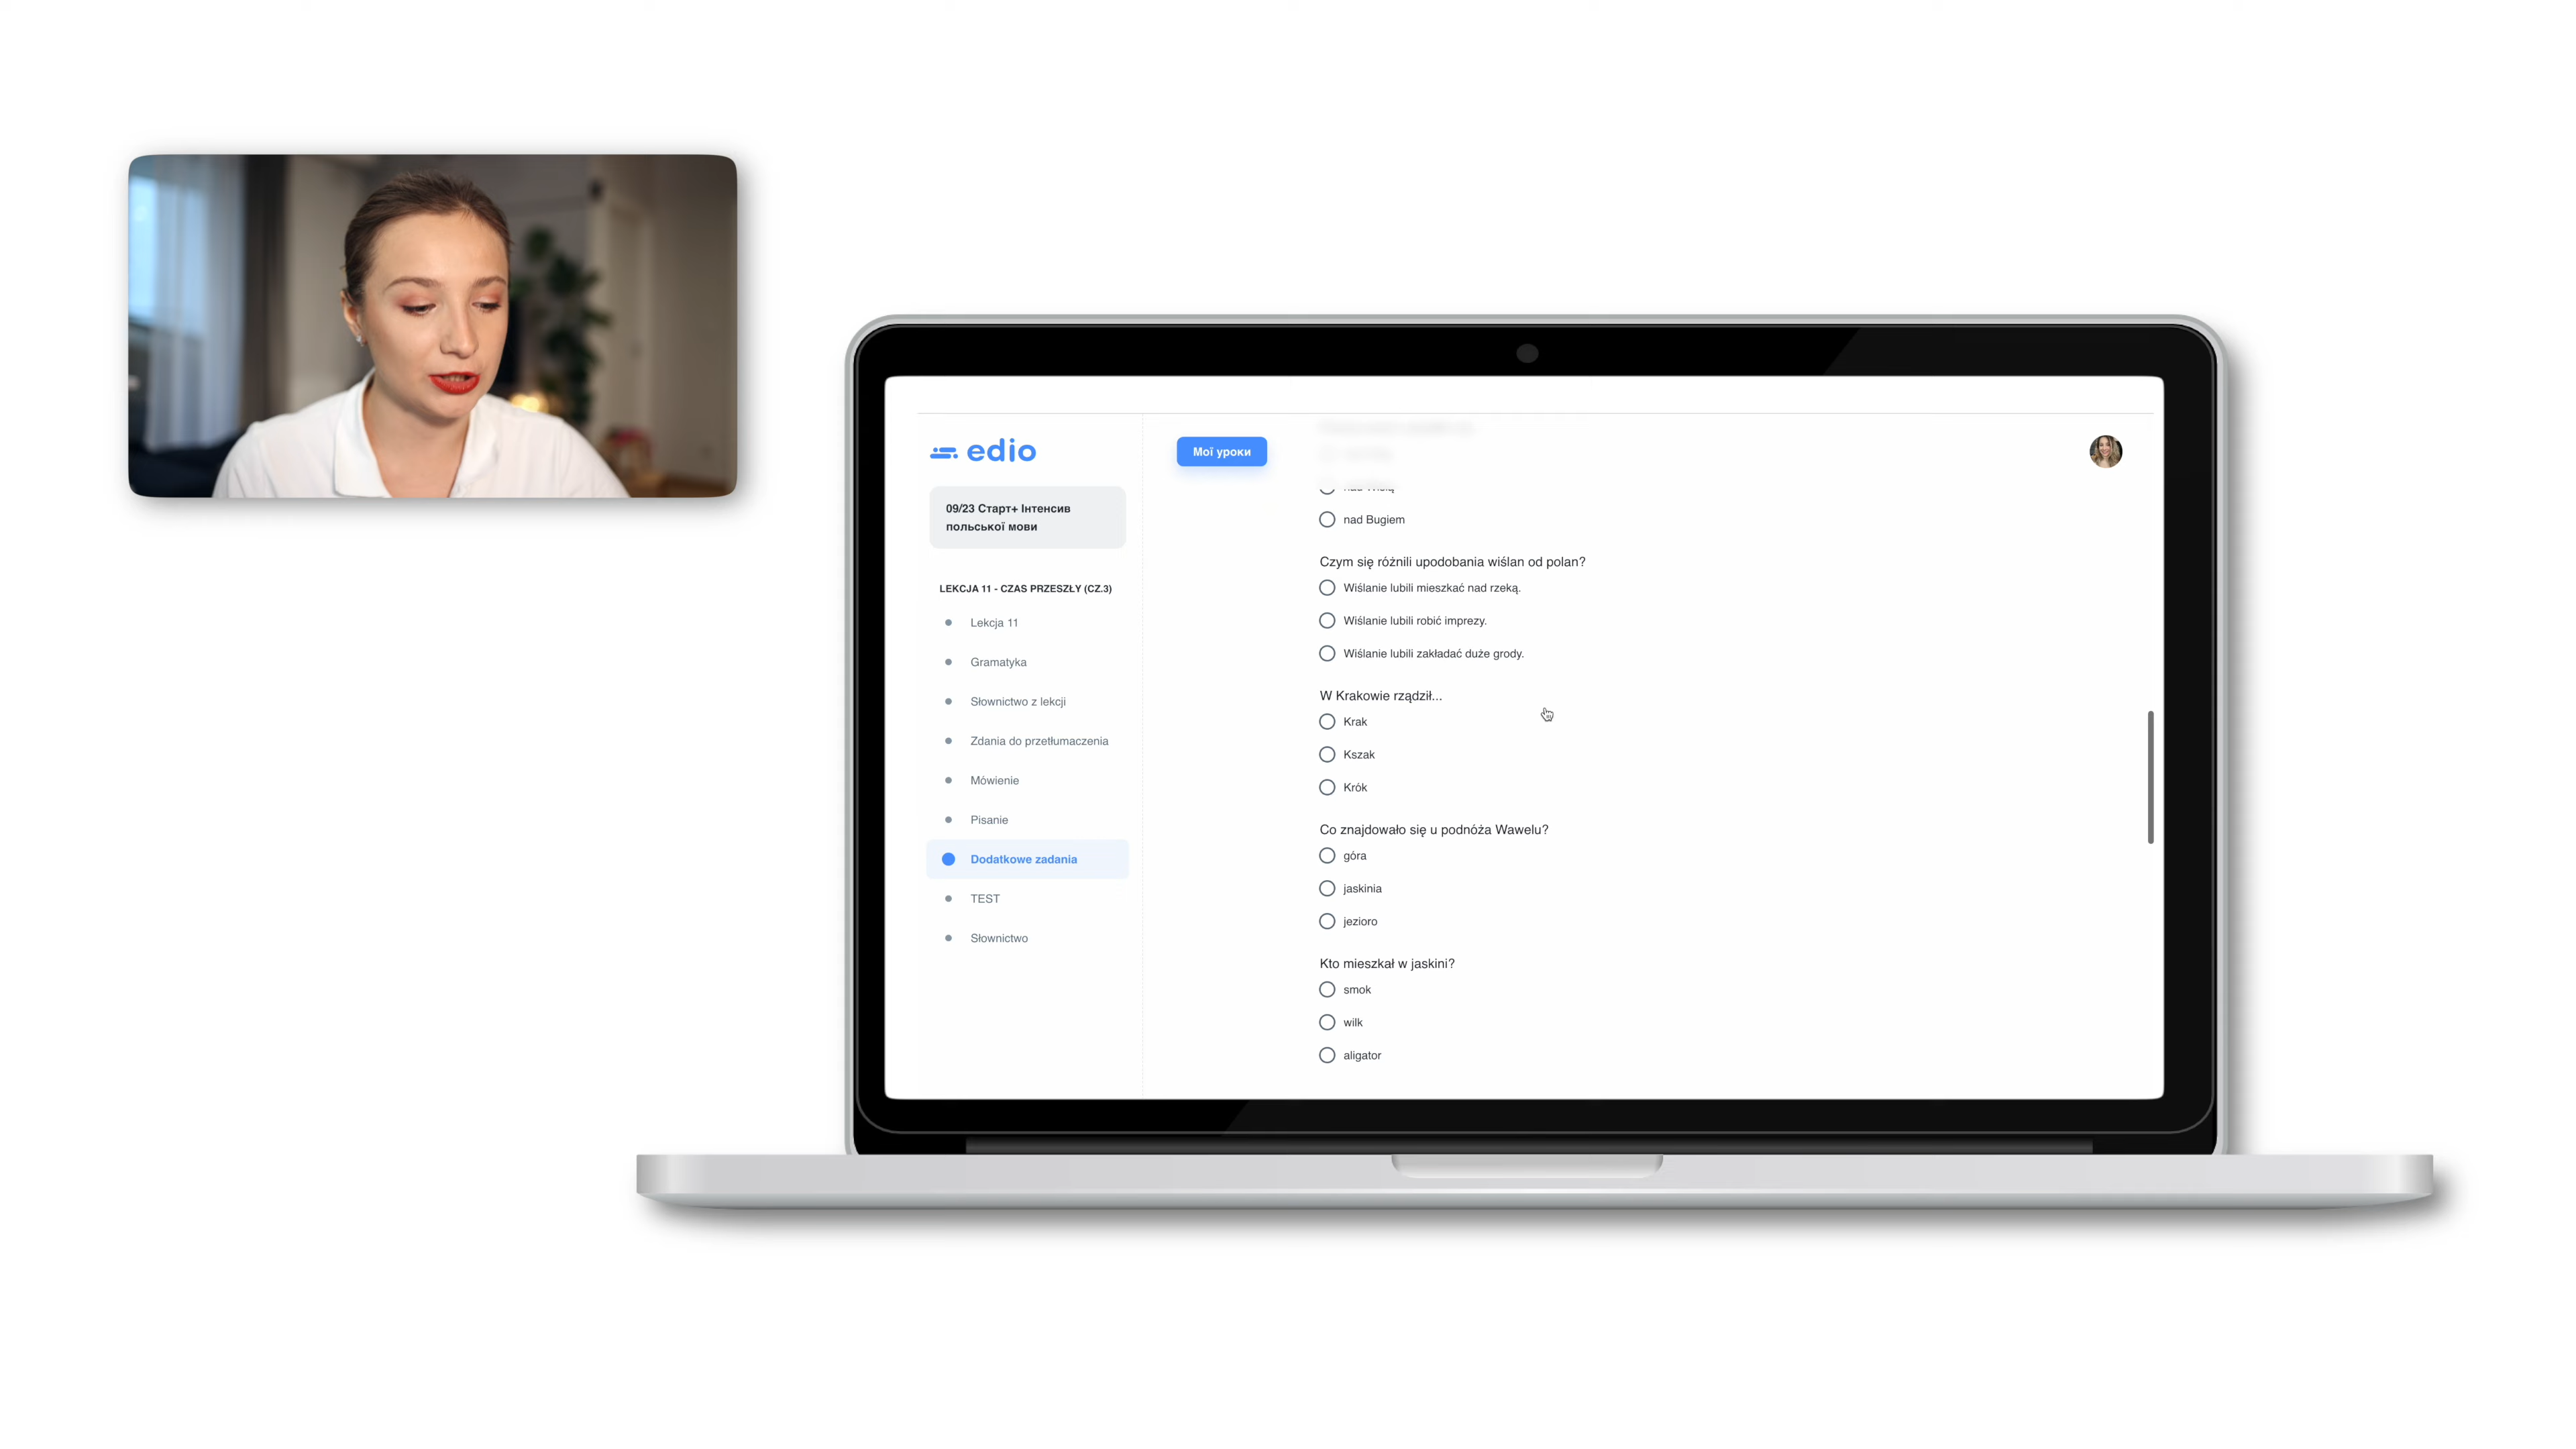 edio
Мої уроки
09/23 Старт+ Інтенсив
польської мови
LEKCJA 11 - CZAS PRZESZŁY (CZ.3)
Lekcja 11
Gramatyka
Słownictwo z lekcji
Zdania do przetłumaczenia
Mówienie
Pisanie
Dodatkowe zadania
TEST
Słownictwo
nad Bugiem
Czym się różnili upodobania wiślan od polan?
Wiślanie lubili mieszkać nad rzeką.
Wiślanie lubili robić imprezy.
Wiślanie lubili zakładać duże grody.
W Krakowie rządził...
Krak
Kszak
Krók
Co znajdowało się u podnóża Wawelu?
góra
jaskinia
jezioro
Kto mieszkał w jaskini?
smok
wilk
aligator